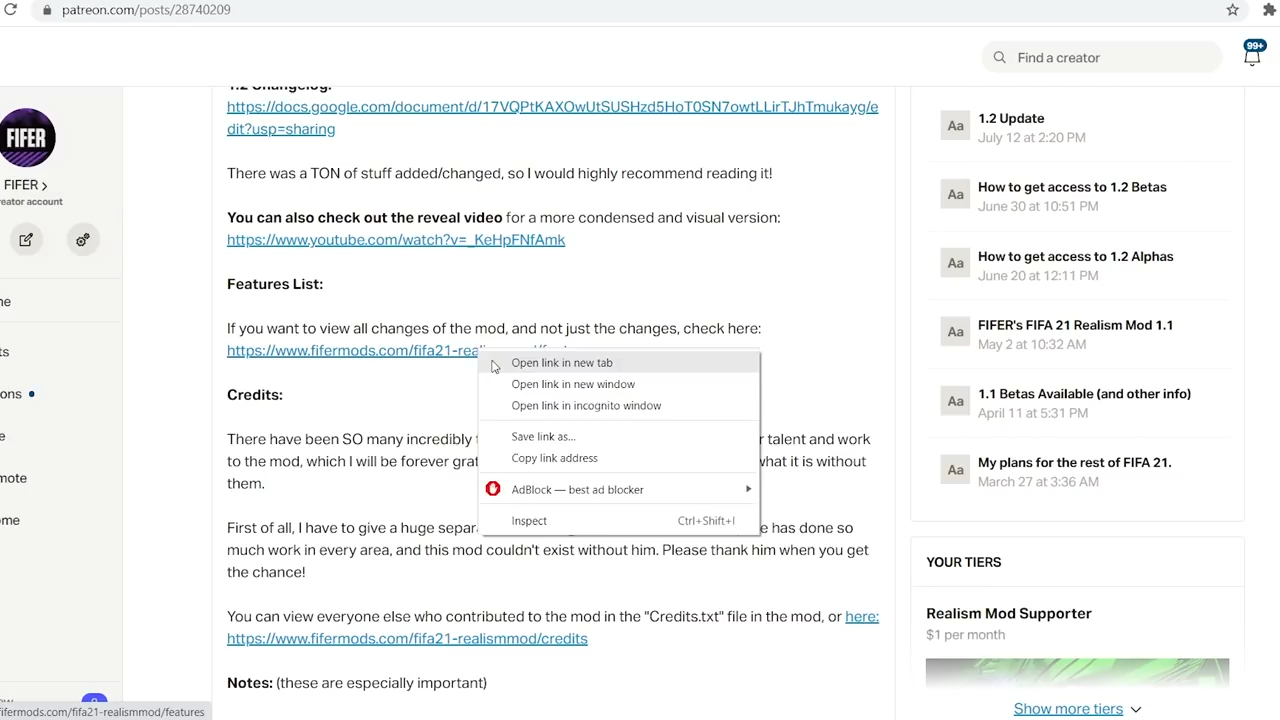 patreon.com/posts/28740209
Find a creator
99+
1.2 Changelog:
https://docs.google.com/document/d/17VQPtKAXOwUtSUSHzd5HoT0SN7owtLLirTJhTmukayg/e
dit?usp=sharing
There was a TON of stuff added/changed, so I would highly recommend reading it!
You can also check out the reveal video for a more condensed and visual version:
https://www.youtube.com/watch?v=_KeHpFNfAmk
Features List:
If you want to view all changes of the mod, and not just the changes, check here:
https://www.fifermods.com/fifa21-rea
Credits:
There have been SO many incredibly
r talent and work
to the mod, which I will be forever grat
what it is without
them.
First of all, I have to give a huge separa
e has done so
much work in every area, and this mod couldn't exist without him. Please thank him when you get
the chance!
You can view everyone else who contributed to the mod in the "Credits.txt" file in the mod, or here:
https://www.fifermods.com/fifa21-realismmod/credits
Notes: (these are especially important)
Open link in new tab
Open link in new window
Open link in incognito window
Save link as...
Copy link address
AdBlock — best ad blocker
Inspect Ctrl+Shift+I
FIFER
FIFER
reator account
me
ts
ons
e
mote
ome
ifermods.com/fifa21-realismmod/features
Aa
1.2 Update
July 12 at 2:20 PM
Aa
How to get access to 1.2 Betas
June 30 at 10:51 PM
Aa
How to get access to 1.2 Alphas
June 20 at 12:11 PM
Aa
FIFER's FIFA 21 Realism Mod 1.1
May 2 at 10:32 AM
Aa
1.1 Betas Available (and other info)
April 11 at 5:31 PM
Aa
My plans for the rest of FIFA 21.
March 27 at 3:36 AM
YOUR TIERS
Realism Mod Supporter
$1 per month
Show more tiers